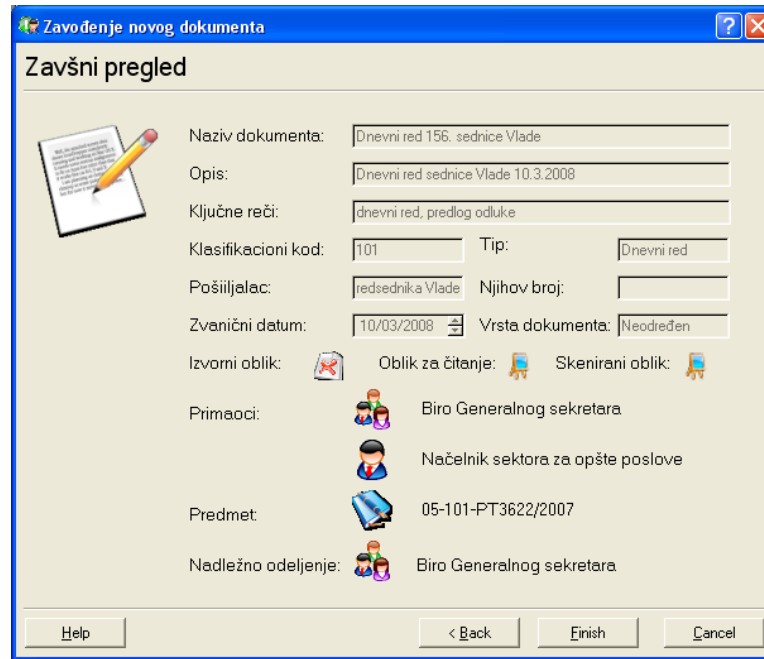 Zavođenje novog dokumenta
Zavšni pregled
Naziv dokumenta: Dnevni red 156. sednice Vlade
Opis: Dnevni red sednice Vlade 10.3.2008
Ključne reči: dnevni red, predlog odluke
Klasifikacioni kod: 101 Tip: Dnevni red
Pošiiljalac: redsednika Vlade Njihov broj:
Zvanični datum: 10/03/2008 Vrsta dokumenta: Neodređen
Izvorni oblik: Oblik za čitanje: Skenirani oblik:
Primaoci: Biro Generalnog sekretara
Načelnik sektora za opšte poslove
Predmet: 05-101-PT3622/2007
Nadležno odeljenje: Biro Generalnog sekretara
Help < Back Finish Cancel